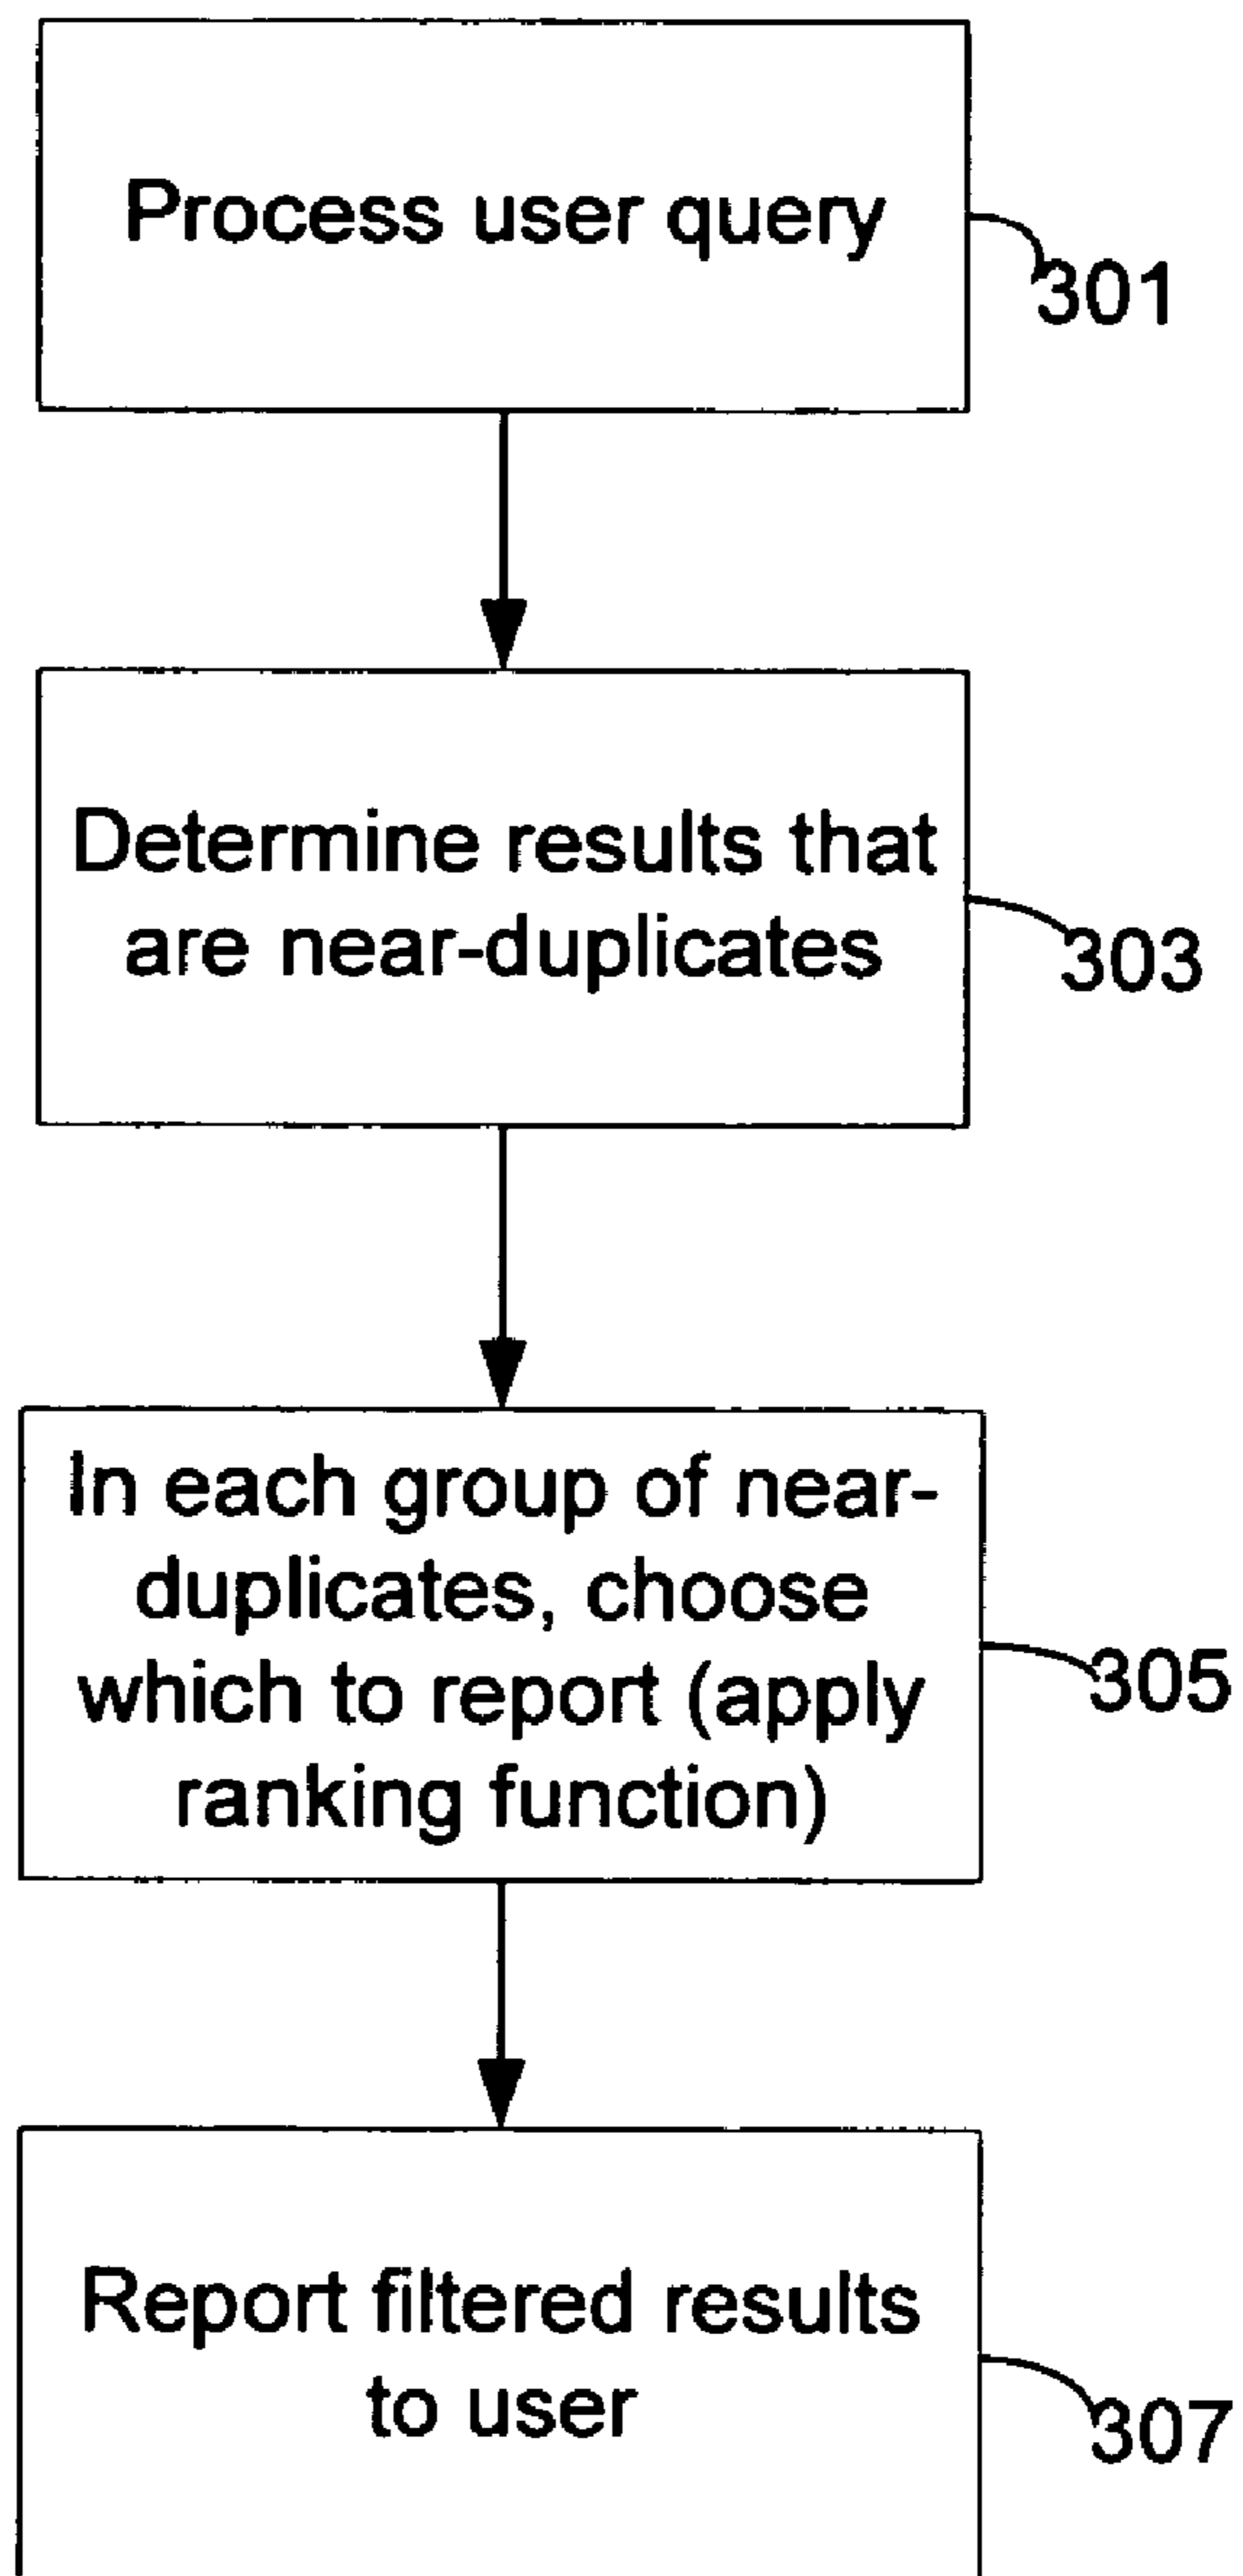 Process user query
301
Determine results that
are near-duplicates
303
In each group of near-
duplicates, choose
which to report (apply
ranking function)
305
Report filtered results
to user
307